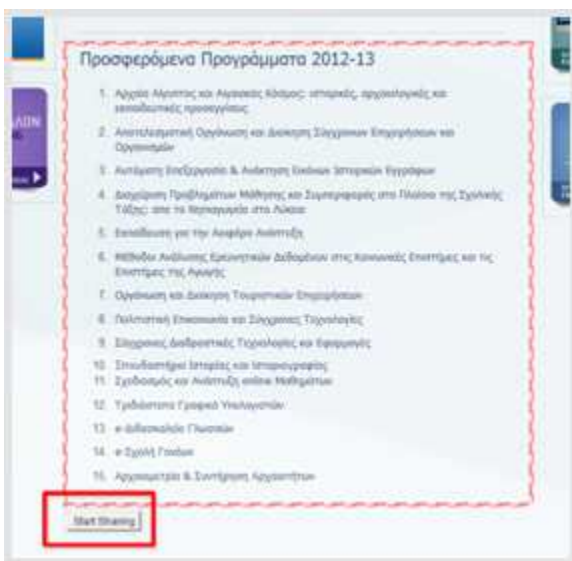 Προσφερόμενα Προγράμματα 2012-13
1. Αρχαία Αίγυπτος και Αιγαιακός Κόσμος: ιστορικές, αρχαιολογικές και
εκπαιδευτικές προσεγγίσεις
2. Αποτελεσματική Οργάνωση και Διοίκηση Σύγχρονων Επιχειρήσεων και
Οργανισμών
3. Αυτόματη Επεξεργασία & Ανάκτηση Εικόνων Ιστορικών Εγγράφων
4. Διαχείριση Προβλημάτων Μάθησης και Συμπεριφοράς στο Πλαίσιο της Σχολικής
Τάξης: από το Νηπιαγωγείο στο Λύκειο
5. Εκπαίδευση για την Αειφόρο Ανάπτυξη
6. Μέθοδοι Ανάλυσης Ερευνητικών Δεδομένων στις Κοινωνικές Επιστήμες και τις
Επιστήμες της Αγωγής
7. Οργάνωση και Διοίκηση Τουριστικών Επιχειρήσεων
8. Πολιτιστική Επικοινωνία και Σύγχρονες Τεχνολογίες
9. Σύγχρονες Διαδραστικές Τεχνολογίες και Εφαρμογές
10. Σπουδαστήριο Ιστορίας και Ιστοριογραφίας
11. Σχεδιασμός και Ανάπτυξη online Μαθημάτων
12. Τρισδιάστατα Γραφικά Υπολογιστών
13. e-Διδασκαλείο Γλωσσών
14. e-Σχολή Γονέων
15. Αρχαιομετρία & Συντήρηση Αρχαιοτήτων
Start Sharing